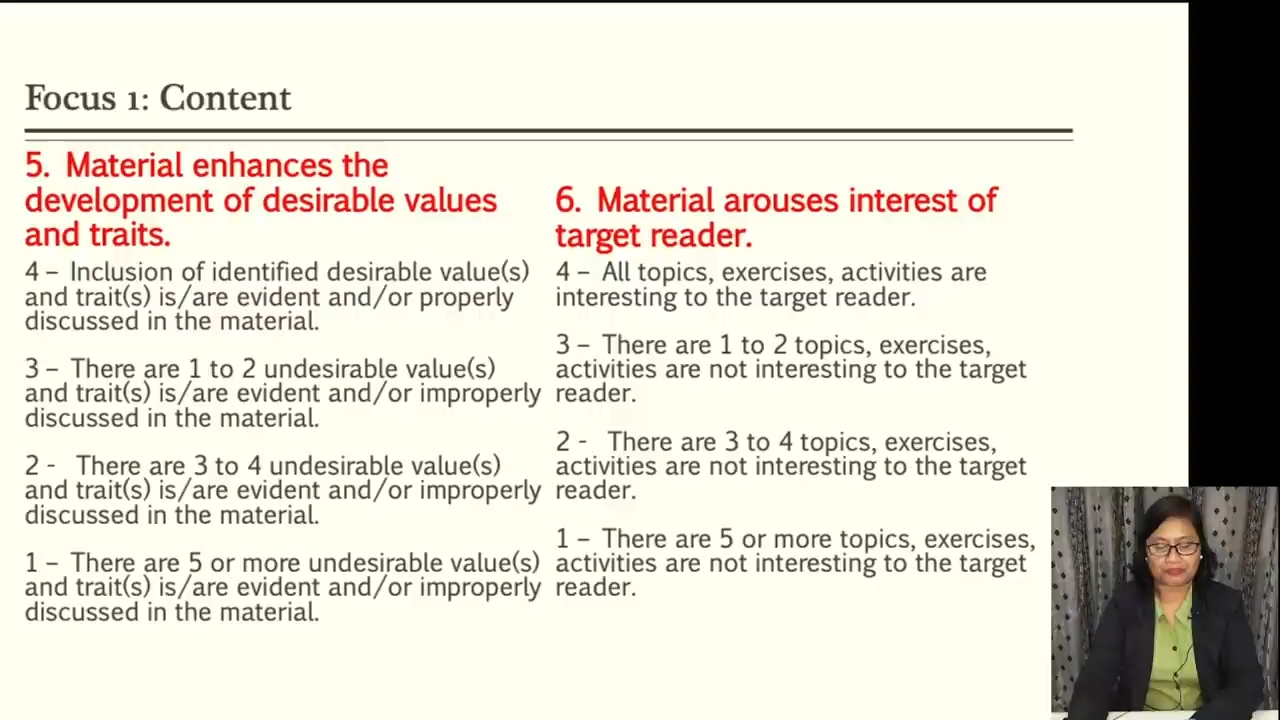 Focus 1: Content
5. Material enhances the
development of desirable values
and traits.
4 – Inclusion of identified desirable value(s)
and trait(s) is/are evident and/or properly
discussed in the material.
3 – There are 1 to 2 undesirable value(s)
and trait(s) is/are evident and/or improperly
discussed in the material.
2 - There are 3 to 4 undesirable value(s)
and trait(s) is/are evident and/or improperly
discussed in the material.
1 – There are 5 or more undesirable value(s)
and trait(s) is/are evident and/or improperly
discussed in the material.
6. Material arouses interest of
target reader.
4 – All topics, exercises, activities are
interesting to the target reader.
3 – There are 1 to 2 topics, exercises,
activities are not interesting to the target
reader.
2 - There are 3 to 4 topics, exercises,
activities are not interesting to the target
reader.
1 – There are 5 or more topics, exercises,
activities are not interesting to the target
reader.